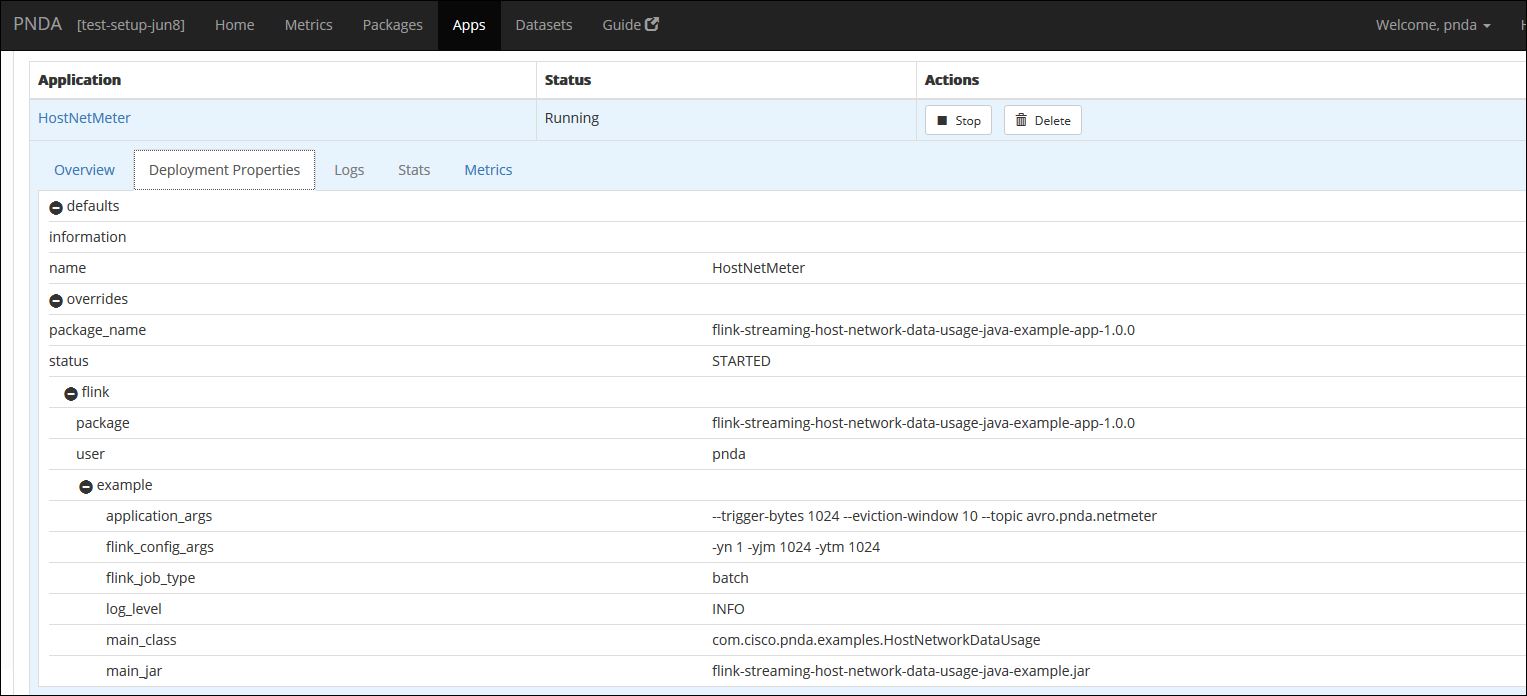 PNDA [test-setup-jun8] Home Metrics Packages Apps Datasets Guide Welcome, pnda
Application Status Actions
HostNetMeter Running Stop Delete
Overview Deployment Properties Logs Stats Metrics
defaults
information
name HostNetMeter
overrides
package_name flink-streaming-host-network-data-usage-java-example-app-1.0.0
status STARTED
flink
package flink-streaming-host-network-data-usage-java-example-app-1.0.0
user pnda
example
application_args --trigger-bytes 1024 --eviction-window 10 --topic avro.pnda.netmeter
flink_config_args -yn 1 -yjm 1024 -ytm 1024
flink_job_type batch
log_level INFO
main_class com.cisco.pnda.examples.HostNetworkDataUsage
main_jar flink-streaming-host-network-data-usage-java-example.jar